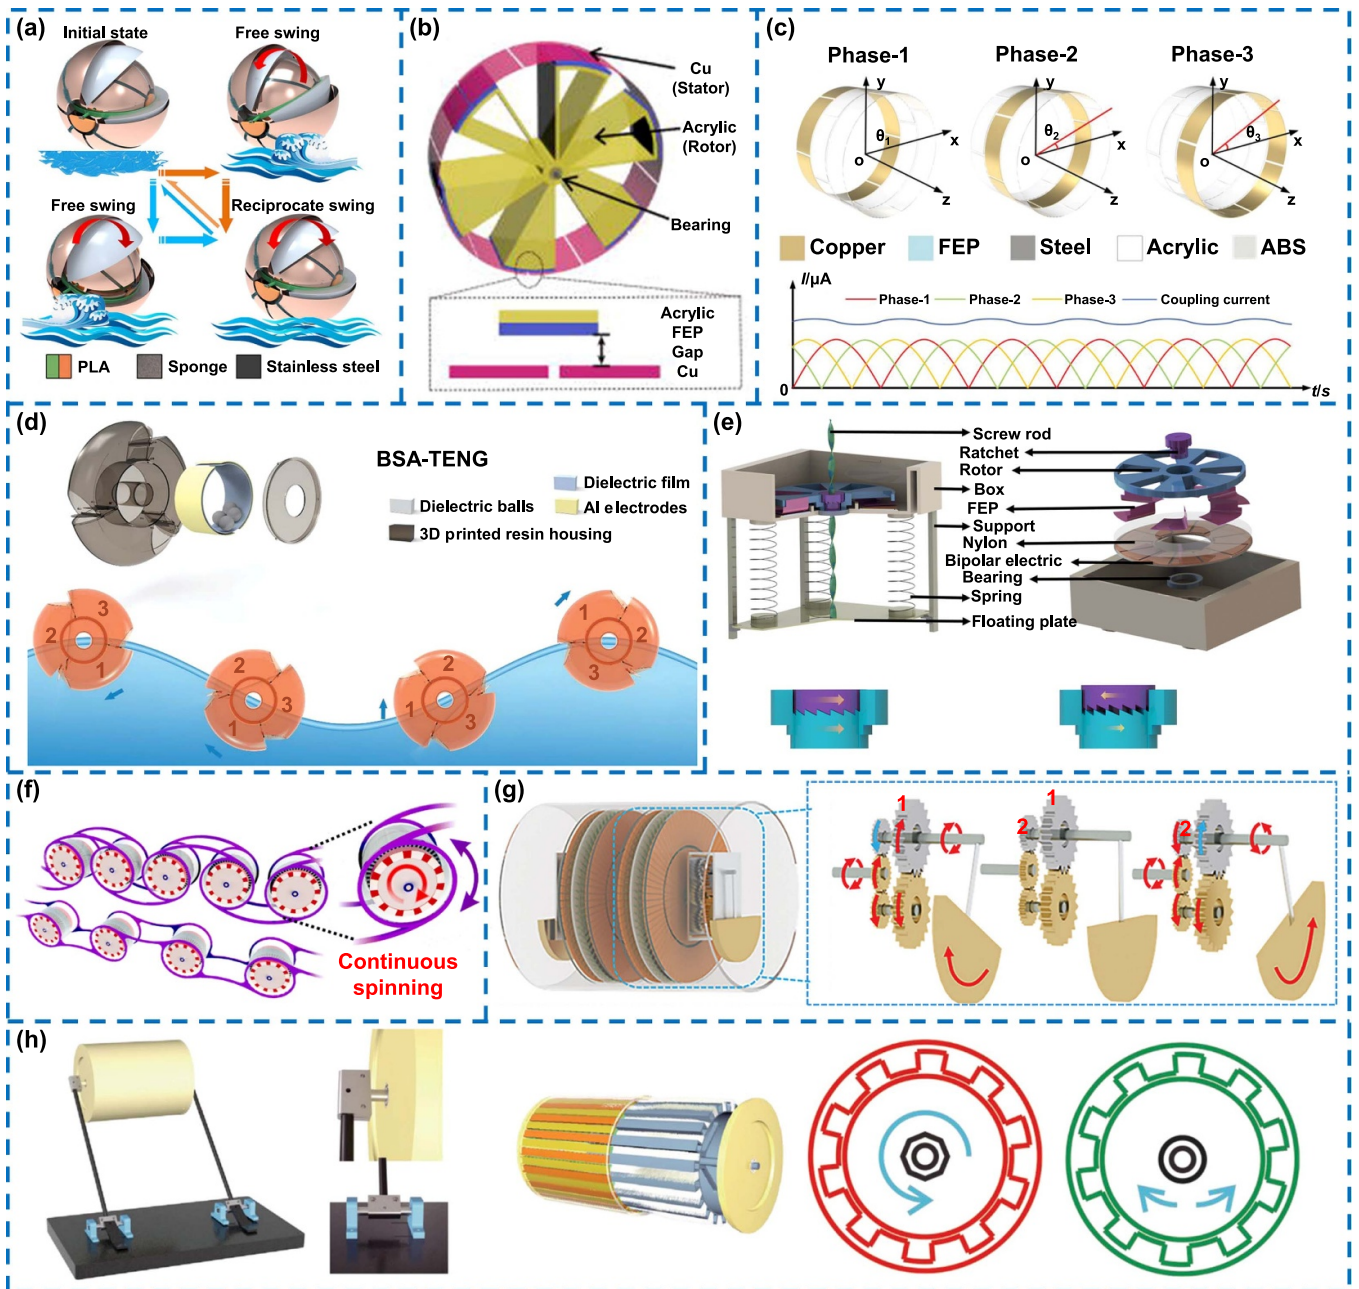 (a)
Initial state
Free swing
Free swing
Reciprocate swing
PLA
Sponge
Stainless steel
(b)
Cu
(Stator)
Acrylic
(Rotor)
Bearing
Acrylic
FEP
Gap
Cu
(c)
Phase-1
Phase-2
Phase-3
y
θ1
x
o
z
y
θ2
x
o
z
y
θ3
x
o
z
Copper
FEP
Steel
Acrylic
ABS
I/μA
Phase-1
Phase-2
Phase-3
Coupling current
0
t/s
(d)
BSA-TENG
Dielectric film
Dielectric balls
Al electrodes
3D printed resin housing
3
2
1
2
1
3
2
1
3
1
2
3
(e)
Screw rod
Ratchet
Rotor
Box
FEP
Support
Nylon
Bipolar electric
Bearing
Spring
Floating plate
(f)
Continuous
spinning
(g)
1
1
2
2
(h)